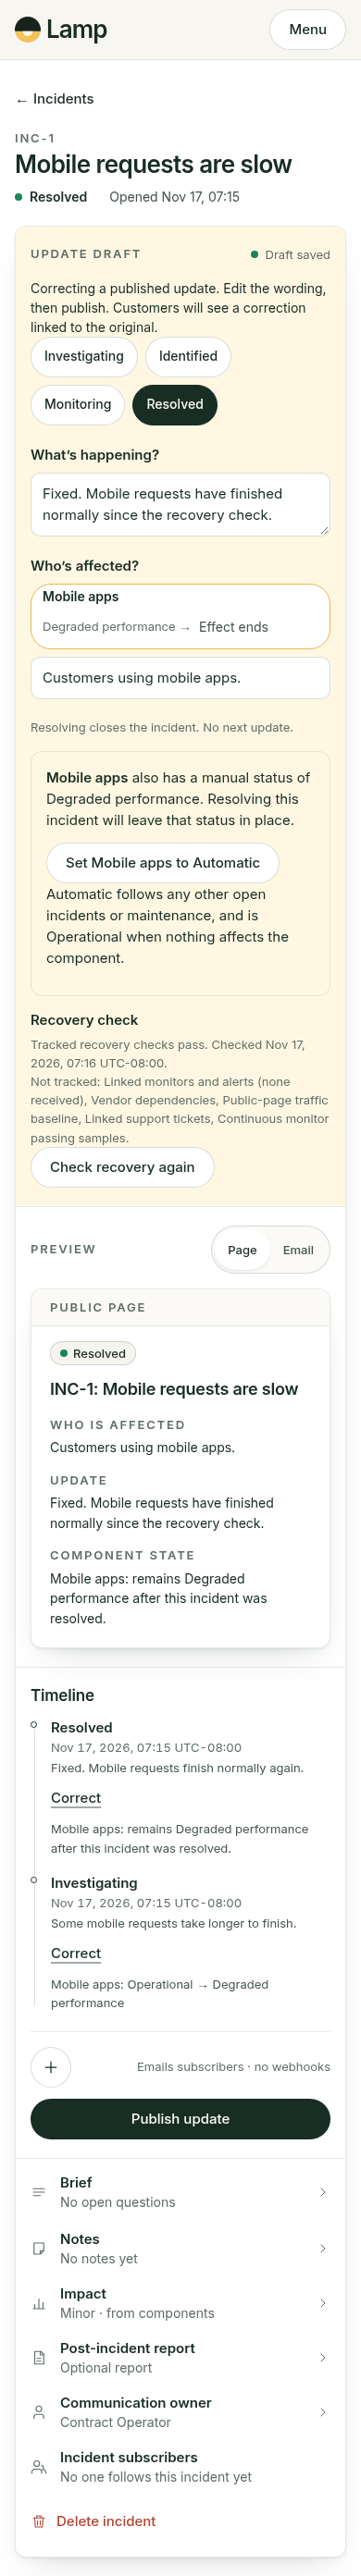 Lamp
Menu
← Incidents
INC-1
Mobile requests are slow
Resolved Opened Nov 17, 07:15
UPDATE DRAFT
Draft saved
Correcting a published update. Edit the wording,
then publish. Customers will see a correction
linked to the original.
Investigating
Identified
Monitoring
Resolved
What’s happening?
Fixed. Mobile requests have finished
normally since the recovery check.
Who’s affected?
Mobile apps
Degraded performance → Effect ends
Customers using mobile apps.
Resolving closes the incident. No next update.
Mobile apps also has a manual status of
Degraded performance. Resolving this
incident will leave that status in place.
Set Mobile apps to Automatic
Automatic follows any other open
incidents or maintenance, and is
Operational when nothing affects the
component.
Recovery check
Tracked recovery checks pass. Checked Nov 17,
2026, 07:16 UTC-08:00.
Not tracked: Linked monitors and alerts (none
received), Vendor dependencies, Public-page traffic
baseline, Linked support tickets, Continuous monitor
passing samples.
Check recovery again
PREVIEW
Page
Email
PUBLIC PAGE
Resolved
INC-1: Mobile requests are slow
WHO IS AFFECTED
Customers using mobile apps.
UPDATE
Fixed. Mobile requests have finished
normally since the recovery check.
COMPONENT STATE
Mobile apps: remains Degraded
performance after this incident was
resolved.
Timeline
Resolved
Nov 17, 2026, 07:15 UTC-08:00
Fixed. Mobile requests finish normally again.
Correct
Mobile apps: remains Degraded performance
after this incident was resolved.
Investigating
Nov 17, 2026, 07:15 UTC-08:00
Some mobile requests take longer to finish.
Correct
Mobile apps: Operational → Degraded
performance
Emails subscribers · no webhooks
Publish update
Brief
No open questions
Notes
No notes yet
Impact
Minor · from components
Post-incident report
Optional report
Communication owner
Contract Operator
Incident subscribers
No one follows this incident yet
Delete incident